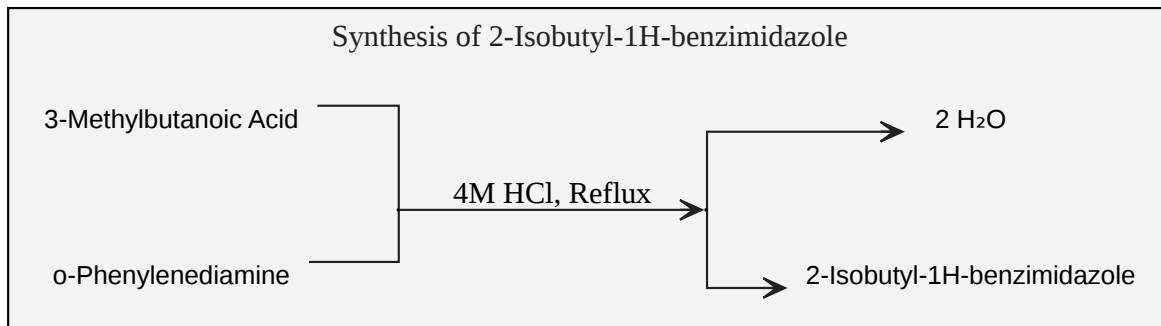 Synthesis of 2-Isobutyl-1H-benzimidazole
3-Methylbutanoic Acid
2 H₂O
4M HCl, Reflux
o-Phenylenediamine
2-Isobutyl-1H-benzimidazole